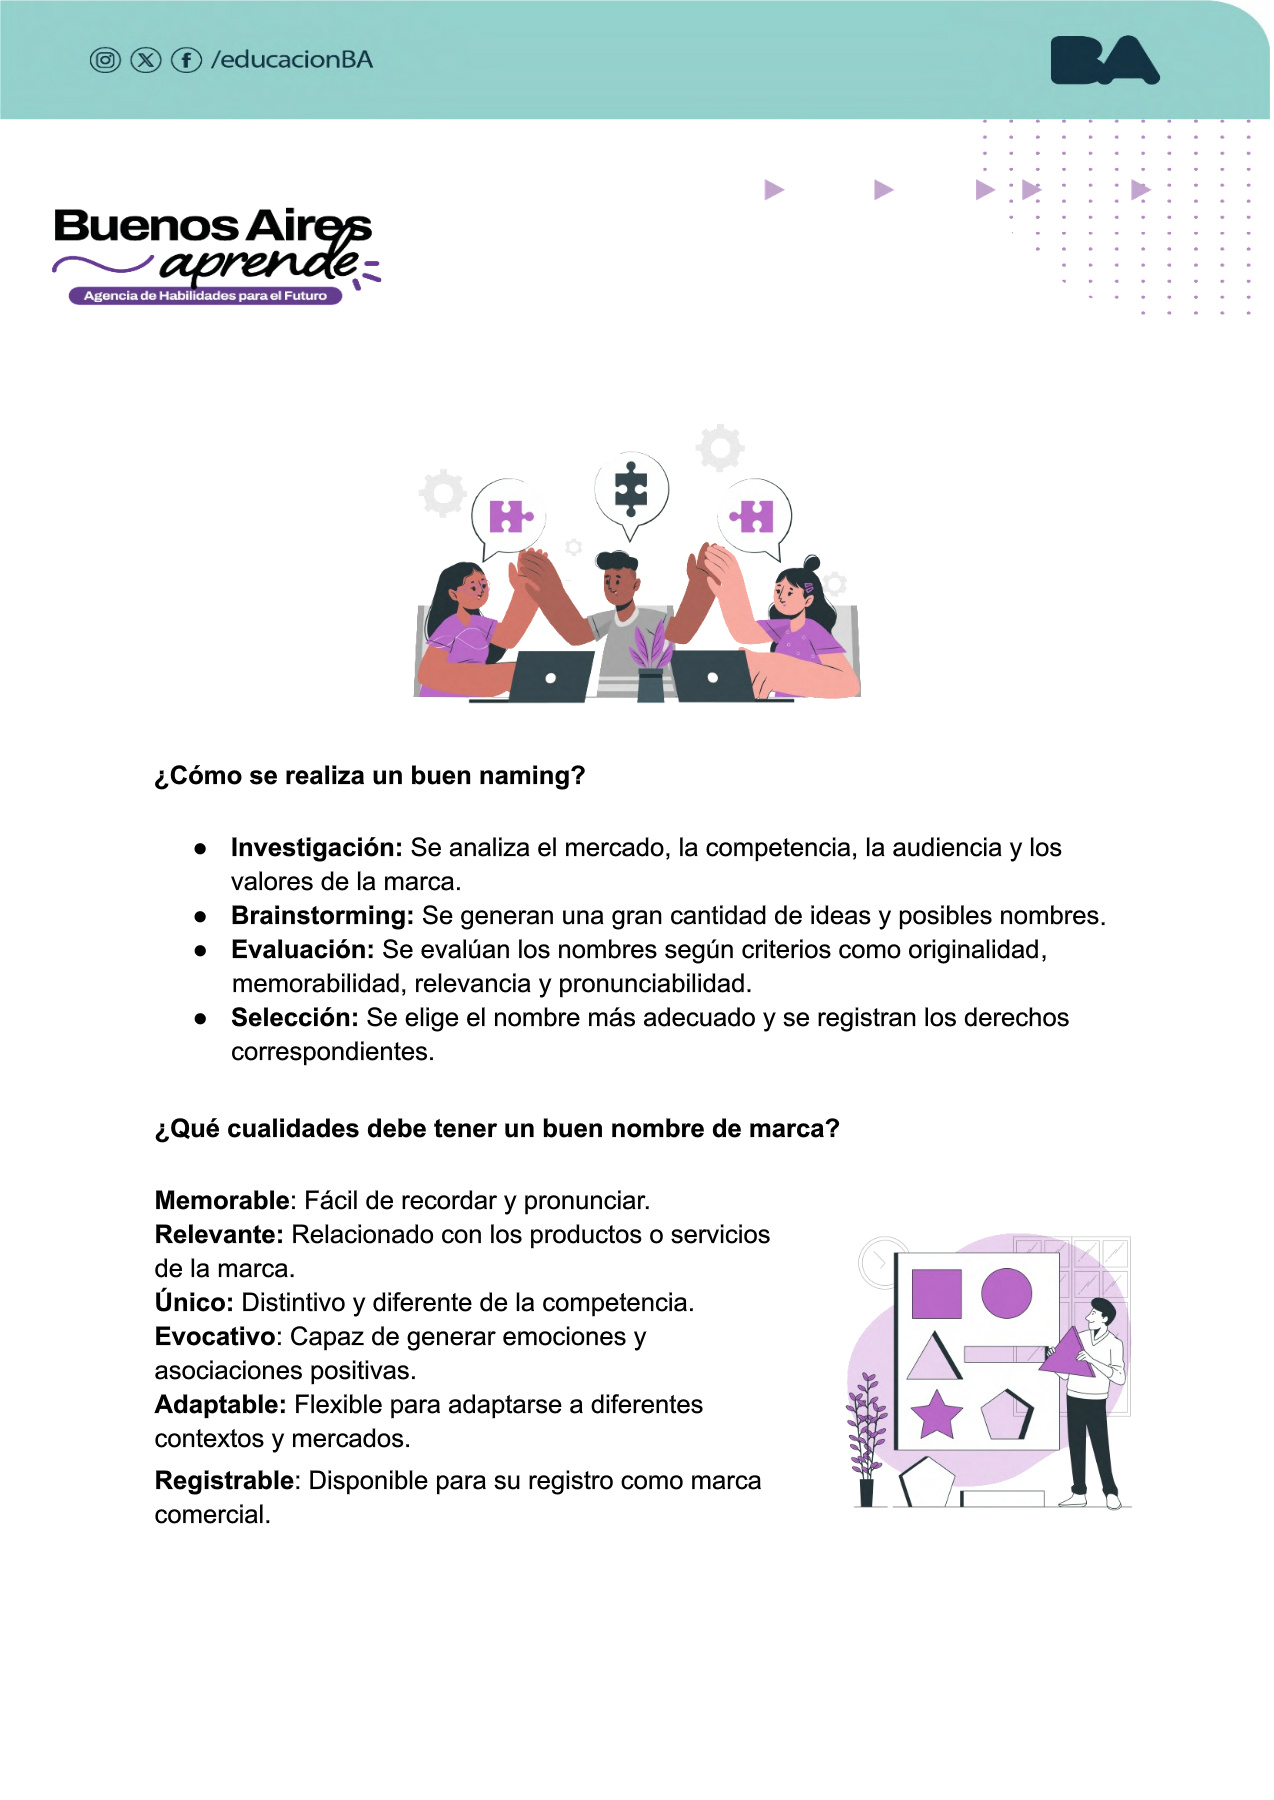 /educacionBA
BA
Buenos Aires
aprende
Agencia de Habilidades para el Futuro
¿Cómo se realiza un buen naming?
● Investigación: Se analiza el mercado, la competencia, la audiencia y los
valores de la marca.
● Brainstorming: Se generan una gran cantidad de ideas y posibles nombres.
● Evaluación: Se evalúan los nombres según criterios como originalidad,
memorabilidad, relevancia y pronunciabilidad.
● Selección: Se elige el nombre más adecuado y se registran los derechos
correspondientes.
¿Qué cualidades debe tener un buen nombre de marca?
Memorable: Fácil de recordar y pronunciar.
Relevante: Relacionado con los productos o servicios
de la marca.
Único: Distintivo y diferente de la competencia.
Evocativo: Capaz de generar emociones y
asociaciones positivas.
Adaptable: Flexible para adaptarse a diferentes
contextos y mercados.
Registrable: Disponible para su registro como marca
comercial.